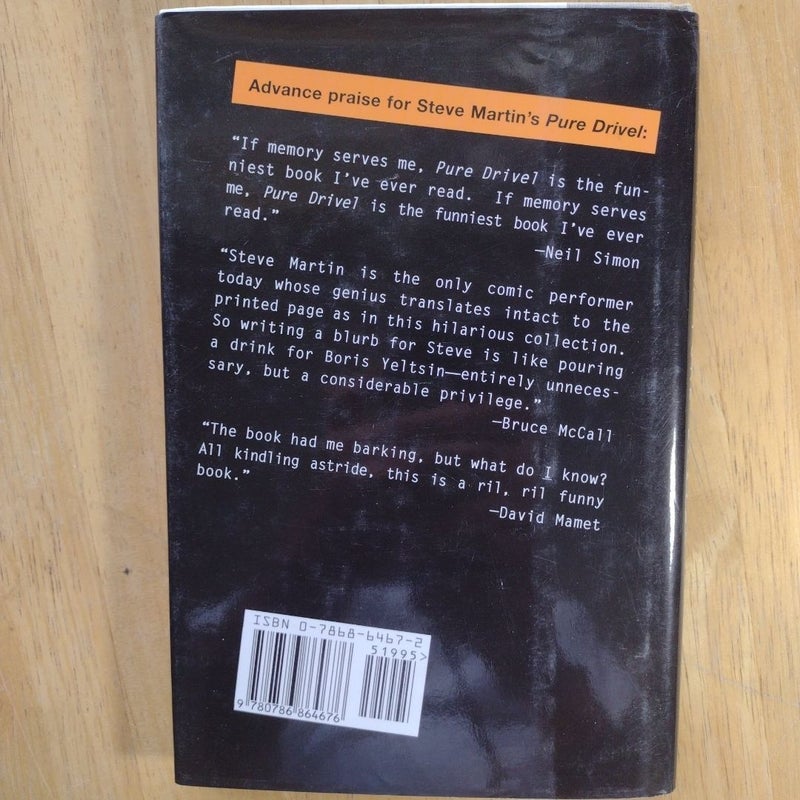 Advance praise for Steve Martin's Pure Drivel:
“If memory serves me, Pure Drivel is the fun-
niest book I've ever read. If memory serves
me, Pure Drivel is the funniest book I've ever
read.”
—Neil Simon
“Steve Martin is the only comic performer
today whose genius translates intact to the
printed page as in this hilarious collection.
So writing a blurb for Steve is like pouring
a drink for Boris Yeltsin—entirely unneces-
sary, but a considerable privilege.”
—Bruce McCall
“The book had me barking, but what do I know?
All kindling astride, this is a ril, ril funny
book.”
—David Mamet
ISBN 0-7868-6467-2
51995>
9 780786 864676